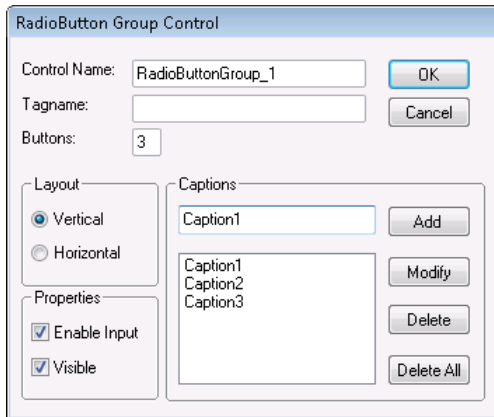 RadioButton Group Control
Control Name: RadioButtonGroup_1 OK
Tagname: Cancel
Buttons: 3
Layout
Vertical
Horizontal
Properties
Enable Input
Visible
Captions
Caption1 Add
Caption1
Caption2
Caption3
Modify
Delete
Delete All